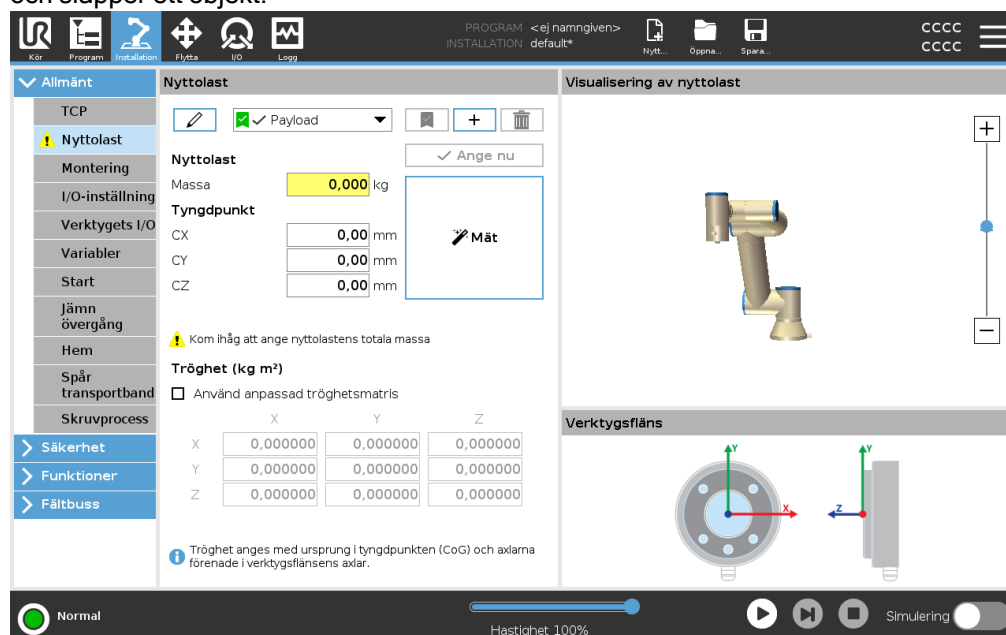 och släpper ett objekt.
PROGRAM <ej namngiven>
INSTALLATION default*
CCCC
CCCC
Kör
Program
Installation
Flytta
I/O
Logg
Nytt...
Öppna...
Spara...
Allmänt
TCP
Nyttolast
Montering
I/O-inställning
Verktygets I/O
Variabler
Start
Jämn
övergång
Hem
Spår
transportband
Skruvprocess
Säkerhet
Funktioner
Fältbuss
Nyttolast
Payload
Nyttolast
Ange nu
Massa 0,000 kg
Tyngdpunkt
CX 0,00 mm
CY 0,00 mm
CZ 0,00 mm
Mät
Kom ihåg att ange nyttolastens totala massa
Tröghet (kg m²)
Använd anpassad tröghetsmatris
X Y Z
X 0,000000 0,000000 0,000000
Y 0,000000 0,000000 0,000000
Z 0,000000 0,000000 0,000000
Tröghet anges med ursprung i tyngdpunkten (CoG) och axlarna
förenade i verktygsflänsens axlar.
Visualisering av nyttolast
Verktygsfläns
Y
X
Y
Z
Normal
Hastighet 100%
Simulering